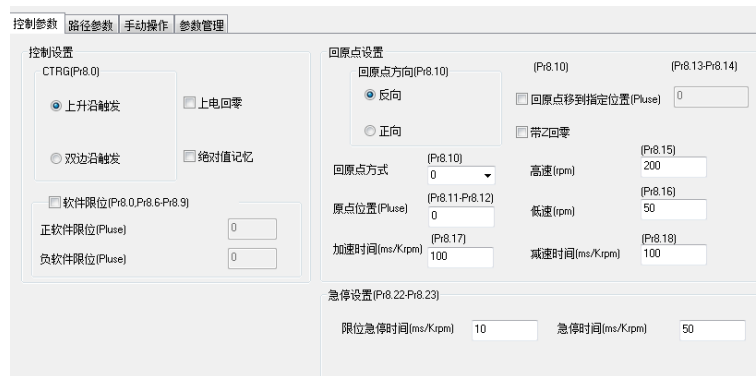 控制参数 路径参数 手动操作 参数管理
控制设置
CTRG(Pr8.0)
上升沿触发
上电回零
双边沿触发
绝对值记忆
软件限位(Pr8.0,Pr8.6-Pr8.9)
正软件限位(Pluse) 0
负软件限位(Pluse) 0
回原点设置
回原点方向(Pr8.10)
反向
正向
(Pr8.10) (Pr8.13-Pr8.14)
回原点移到指定位置(Pluse) 0
带Z回零
(Pr8.10)
回原点方式 0
(Pr8.15)
高速(rpm) 200
(Pr8.11-Pr8.12)
原点位置(Pluse) 0
(Pr8.16)
低速(rpm) 50
(Pr8.17)
加速时间(ms/Krpm) 100
(Pr8.18)
减速时间(ms/Krpm) 100
急停设置(Pr8.22-Pr8.23)
限位急停时间(ms/Krpm) 10 急停时间(ms/Krpm) 50